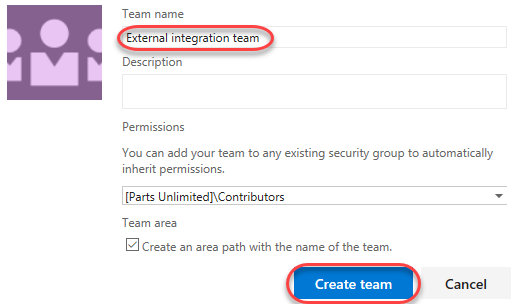 Team name
External integration team
Description
Permissions
You can add your team to any existing security group to automatically
inherit permissions.
[Parts Unlimited]\Contributors
Team area
Create an area path with the name of the team.
Create team
Cancel